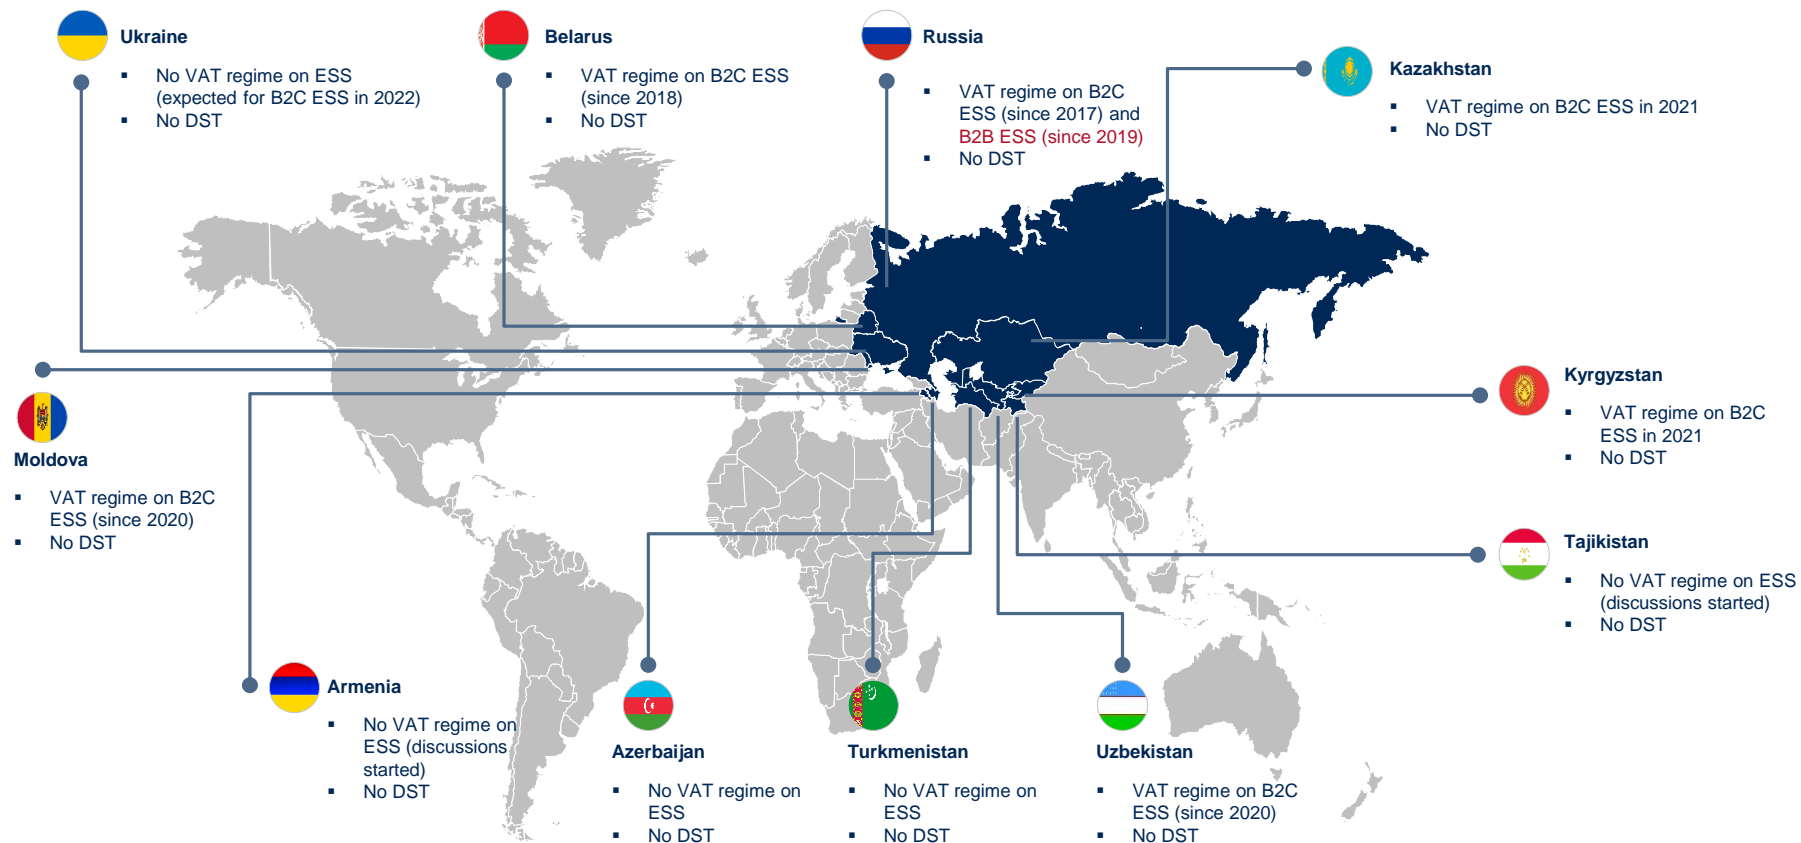 Ukraine
▪ No VAT regime on ESS
(expected for B2C ESS in 2022)
▪ No DST
Belarus
▪ VAT regime on B2C ESS
(since 2018)
▪ No DST
Russia
▪ VAT regime on B2C
ESS (since 2017) and
B2B ESS (since 2019)
▪ No DST
Kazakhstan
▪ VAT regime on B2C ESS in 2021
▪ No DST
Moldova
▪ VAT regime on B2C
ESS (since 2020)
▪ No DST
Kyrgyzstan
▪ VAT regime on B2C
ESS in 2021
▪ No DST
Tajikistan
▪ No VAT regime on ESS
(discussions started)
▪ No DST
Armenia
▪ No VAT regime on
ESS (discussions
started)
▪ No DST
Azerbaijan
▪ No VAT regime on
ESS
▪ No DST
Turkmenistan
▪ No VAT regime on
ESS
▪ No DST
Uzbekistan
▪ VAT regime on B2C
ESS (since 2020)
▪ No DST